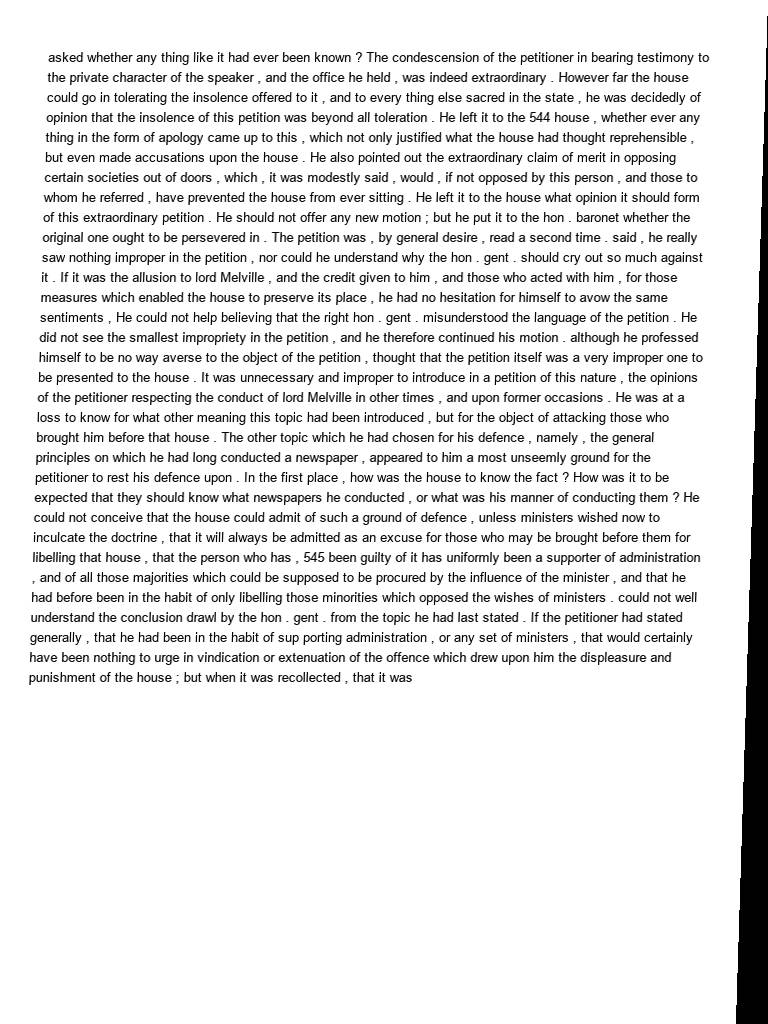 asked whether any thing like it had ever been known ? The condescension of the petitioner in bearing testimony to
the private character of the speaker , and the office he held , was indeed extraordinary . However far the house
could go in tolerating the insolence offered to it , and to every thing else sacred in the state , he was decidedly of
opinion that the insolence of this petition was beyond all toleration . He left it to the 544 house , whether ever any
thing in the form of apology came up to this , which not only justified what the house had thought reprehensible ,
but even made accusations upon the house . He also pointed out the extraordinary claim of merit in opposing
certain societies out of doors , which , it was modestly said , would , if not opposed by this person , and those to
whom he referred , have prevented the house from ever sitting . He left it to the house what opinion it should form
of this extraordinary petition . He should not offer any new motion ; but he put it to the hon . baronet whether the
original one ought to be persevered in . The petition was , by general desire , read a second time . said , he really
saw nothing improper in the petition , nor could he understand why the hon . gent . should cry out so much against
it . If it was the allusion to lord Melville , and the credit given to him , and those who acted with him , for those
measures which enabled the house to preserve its place , he had no hesitation for himself to avow the same
sentiments , He could not help believing that the right hon . gent . misunderstood the language of the petition . He
did not see the smallest impropriety in the petition , and he therefore continued his motion . although he professed
himself to be no way averse to the object of the petition , thought that the petition itself was a very improper one to
be presented to the house . It was unnecessary and improper to introduce in a petition of this nature , the opinions
of the petitioner respecting the conduct of lord Melville in other times , and upon former occasions . He was at a
loss to know for what other meaning this topic had been introduced , but for the object of attacking those who
brought him before that house . The other topic which he had chosen for his defence , namely , the general
principles on which he had long conducted a newspaper , appeared to him a most unseemly ground for the
petitioner to rest his defence upon . In the first place , how was the house to know the fact ? How was it to be
expected that they should know what newspapers he conducted , or what was his manner of conducting them ? He
could not conceive that the house could admit of such a ground of defence , unless ministers wished now to
inculcate the doctrine , that it will always be admitted as an excuse for those who may be brought before them for
libelling that house , that the person who has , 545 been guilty of it has uniformly been a supporter of administration
, and of all those majorities which could be supposed to be procured by the influence of the minister , and that he
had before been in the habit of only libelling those minorities which opposed the wishes of ministers . could not well
understand the conclusion drawl by the hon . gent . from the topic he had last stated . If the petitioner had stated
generally , that he had been in the habit of sup porting administration , or any set of ministers , that would certainly
have been nothing to urge in vindication or extenuation of the offence which drew upon him the displeasure and
punishment of the house ; but when it was recollected , that it was